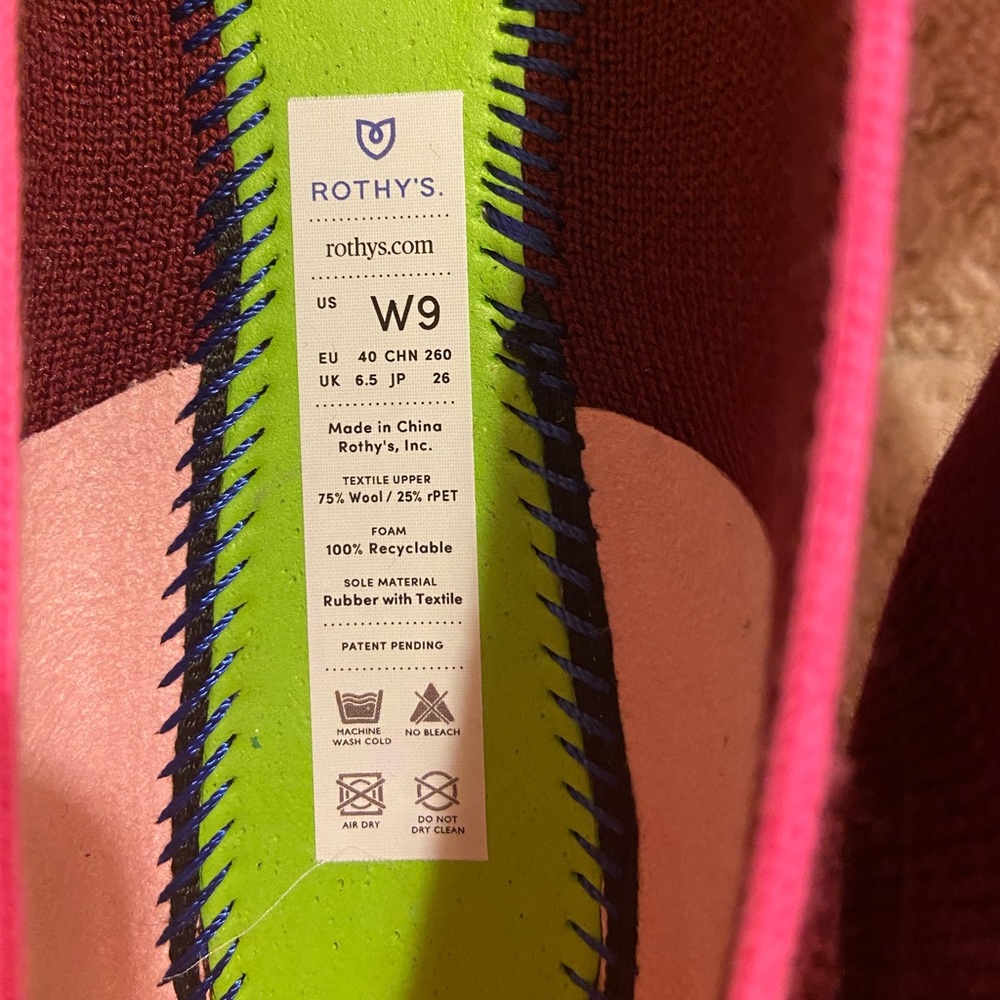 ROTHY'S.
rothys.com
US W9
EU 40 CHN 260
UK 6.5 JP 26
Made in China
Rothy's, Inc.
TEXTILE UPPER
75% Wool / 25% rPET
FOAM
100% Recyclable
SOLE MATERIAL
Rubber with Textile
PATENT PENDING
MACHINE WASH COLD
NO BLEACH
AIR DRY
DO NOT DRY CLEAN